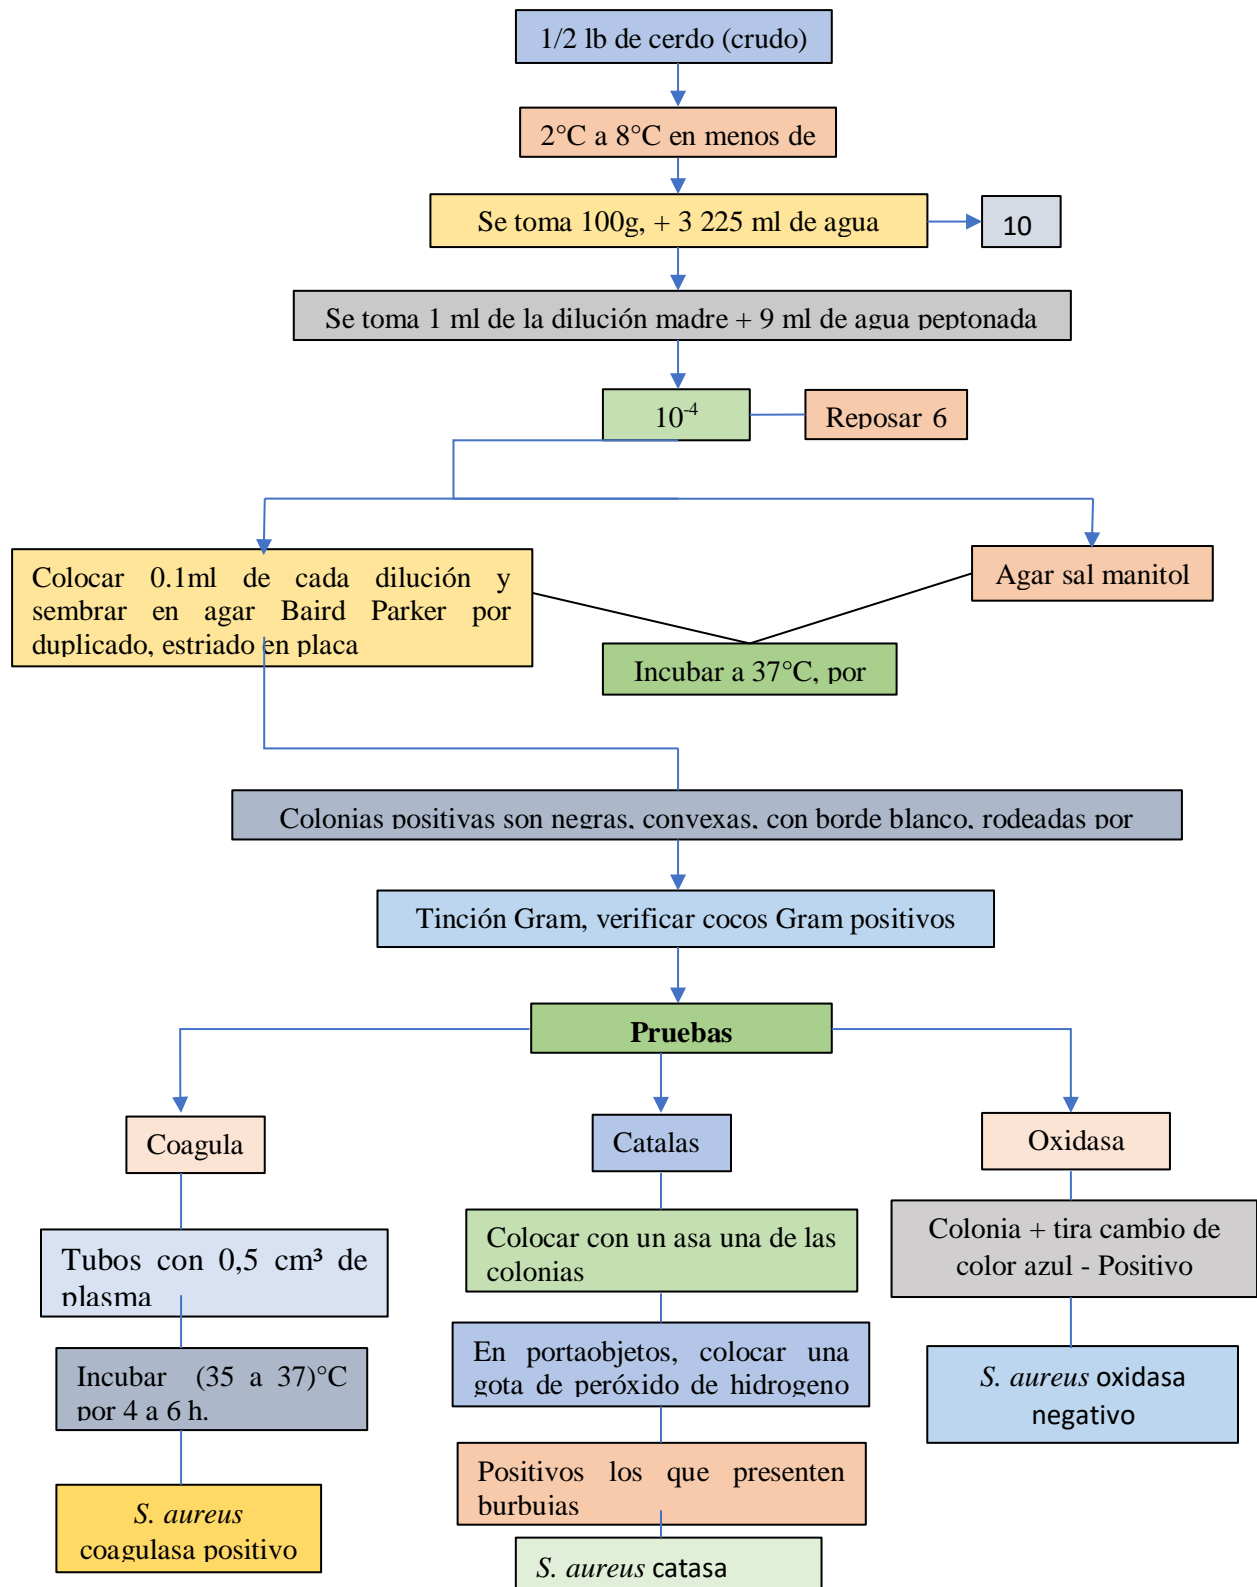 1/2 lb de cerdo (crudo)
2°C a 8°C en menos de
Se toma 100g, + 3 225 ml de agua
10
Se toma 1 ml de la dilución madre + 9 ml de agua peptonada
10⁻⁴
Reposar 6
Colocar 0.1ml de cada dilución y
sembrar en agar Baird Parker por
duplicado, estriado en placa
Agar sal manitol
Incubar a 37°C, por
Colonias positivas son negras, convexas, con borde blanco, rodeadas por
Tinción Gram, verificar cocos Gram positivos
Pruebas
Coagula
Catalas
Oxidasa
Tubos con 0,5 cm³ de
plasma
Incubar (35 a 37)°C
por 4 a 6 h.
S. aureus
coagulasa positivo
Colocar con un asa una de las
colonias
En portaobjetos, colocar una
gota de peróxido de hidrogeno
Positivos los que presenten
burbujas
S. aureus catasa
Colonia + tira cambio de
color azul - Positivo
S. aureus oxidasa
negativo